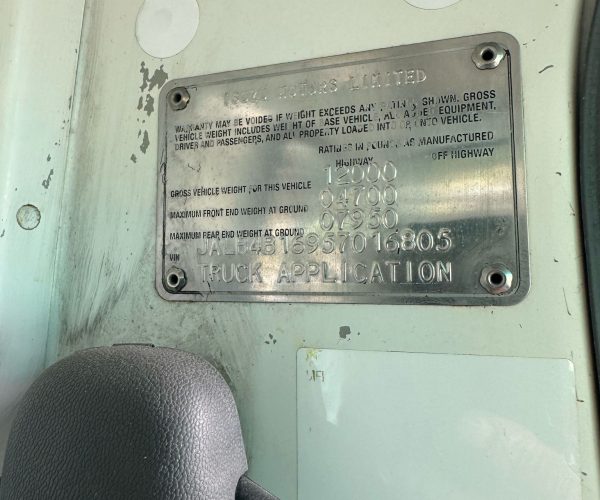 ISUZU MOTORS LIMITED
WARRANTY MAY BE VOIDED IF WEIGHT EXCEEDS ANY RATING SHOWN. GROSS
VEHICLE WEIGHT INCLUDES WEIGHT OF BASE VEHICLE, ALL ADDED EQUIPMENT,
DRIVER AND PASSENGERS, AND ALL PROPERTY LOADED INTO OR ONTO VEHICLE.
RATINGS IN POUNDS AS MANUFACTURED
HIGHWAY OFF HIGHWAY
GROSS VEHICLE WEIGHT FOR THIS VEHICLE 12000
MAXIMUM FRONT END WEIGHT AT GROUND 04700
MAXIMUM REAR END WEIGHT AT GROUND 07950
VIN
TRUCK APPLICATION